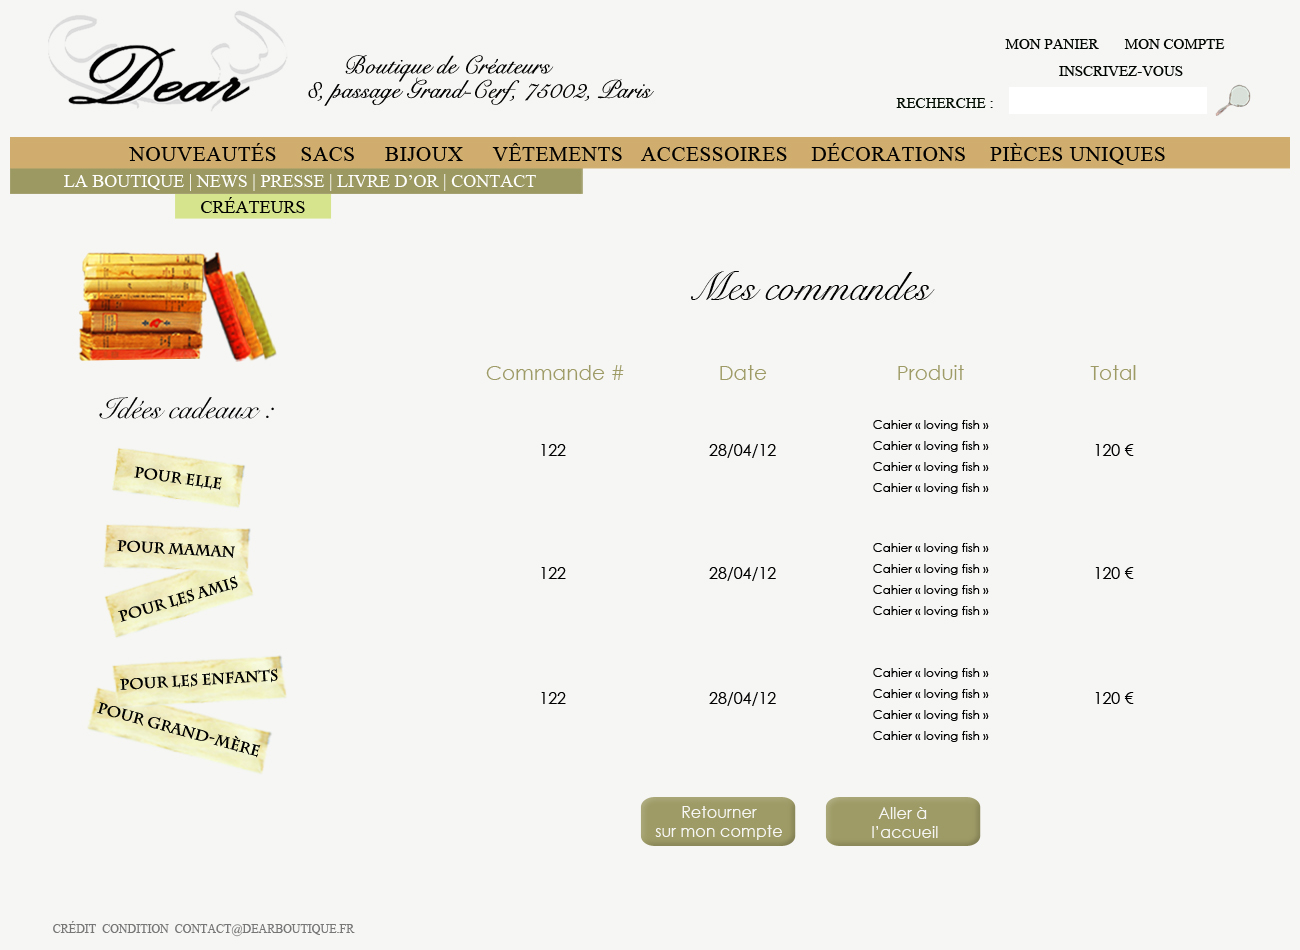 Dear
Boutique de Créateurs
8, passage Grand-Cerf, 75002, Paris
MON PANIER MON COMPTE
INSCRIVEZ-VOUS
RECHERCHE :
NOUVEAUTÉS SACS BIJOUX VÊTEMENTS ACCESSOIRES DÉCORATIONS PIÈCES UNIQUES
LA BOUTIQUE | NEWS | PRESSE | LIVRE D’OR | CONTACT
CRÉATEURS
Idées cadeaux :
POUR ELLE
POUR MAMAN
POUR LES AMIS
POUR LES ENFANTS
POUR GRAND-MÈRE
Mes commandes
Commande # Date Produit Total
Cahier « loving fish »
122 28/04/12 120 €
Cahier « loving fish »
Cahier « loving fish »
Cahier « loving fish »
Cahier « loving fish »
122 28/04/12 120 €
Cahier « loving fish »
Cahier « loving fish »
Cahier « loving fish »
Cahier « loving fish »
122 28/04/12 120 €
Cahier « loving fish »
Cahier « loving fish »
Cahier « loving fish »
Retourner
sur mon compte
Aller à
l’accueil
CRÉDIT CONDITION CONTACT@DEARBOUTIQUE.FR